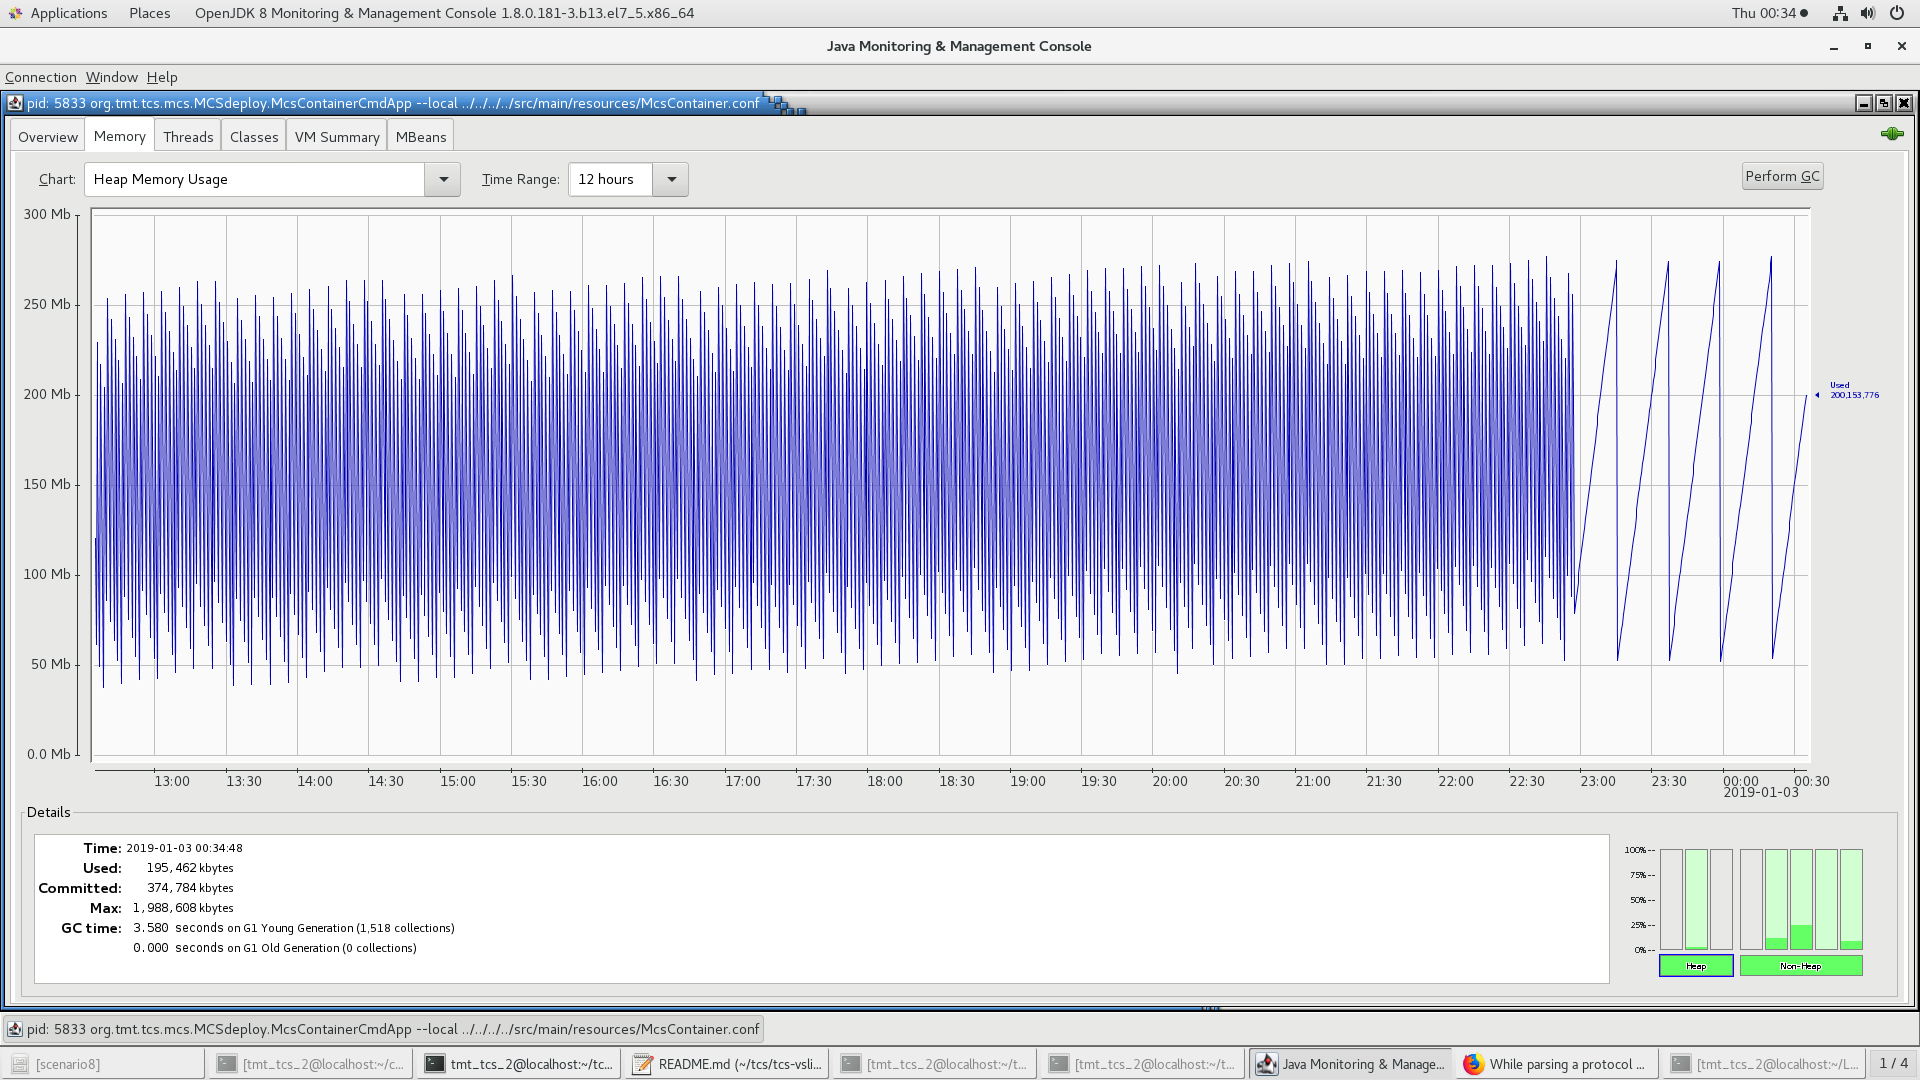 Applications Places OpenJDK 8 Monitoring & Management Console 1.8.0.181-3.b13.el7_5.x86_64 Thu 00:34
Java Monitoring & Management Console
Connection Window Help
pid: 5833 org.tmt.tcs.mcs.MCSdeploy.McsContainerCmdApp --local ../../../../src/main/resources/McsContainer.conf
Overview Memory Threads Classes VM Summary MBeans
Chart: Heap Memory Usage Time Range: 12 hours Perform GC
300 Mb
250 Mb
200 Mb
150 Mb
100 Mb
50 Mb
0.0 Mb
Used
200,153,776
13:00 13:30 14:00 14:30 15:00 15:30 16:00 16:30 17:00 17:30 18:00 18:30 19:00 19:30 20:00 20:30 21:00 21:30 22:00 22:30 23:00 23:30 00:00 00:30
2019-01-03
Details
Time: 2019-01-03 00:34:48
Used: 195,462 kbytes
Committed: 374,784 kbytes
Max: 1,988,608 kbytes
GC time: 3.580 seconds on G1 Young Generation (1,518 collections)
0.000 seconds on G1 Old Generation (0 collections)
100%
75%
50%
25%
0%
Heap Non-Heap
pid: 5833 org.tmt.tcs.mcs.MCSdeploy.McsContainerCmdApp --local ../../../../src/main/resources/McsContainer.conf
[scenario8] [tmt_tcs_2@localhost:~/c... tmt_tcs_2@localhost:~/tc... README.md (~/tcs/tcs-vsli... [tmt_tcs_2@localhost:~/t... [tmt_tcs_2@localhost:~/t... Java Monitoring & Manage... While parsing a protocol ... [tmt_tcs_2@localhost:~/L... 1 / 4